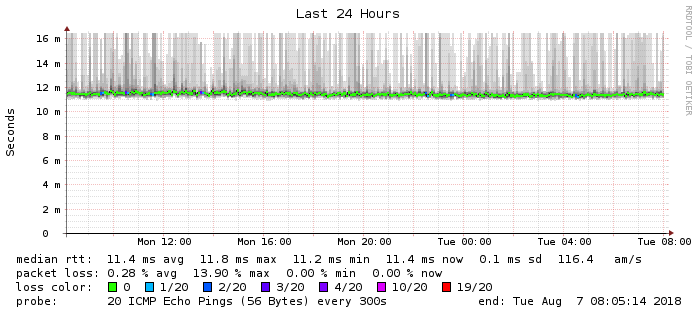 Last 24 Hours
RRDTOOL / TOBI OETIKER
Seconds
16 m
14 m
12 m
10 m
8 m
6 m
4 m
2 m
0
Mon 12:00 Mon 16:00 Mon 20:00 Tue 00:00 Tue 04:00 Tue 08:00
median rtt: 11.4 ms avg 11.8 ms max 11.2 ms min 11.4 ms now 0.1 ms sd 116.4 am/s
packet loss: 0.28 % avg 13.90 % max 0.00 % min 0.00 % now
loss color: 0 1/20 2/20 3/20 4/20 10/20 19/20
probe: 20 ICMP Echo Pings (56 Bytes) every 300s end: Tue Aug 7 08:05:14 2018